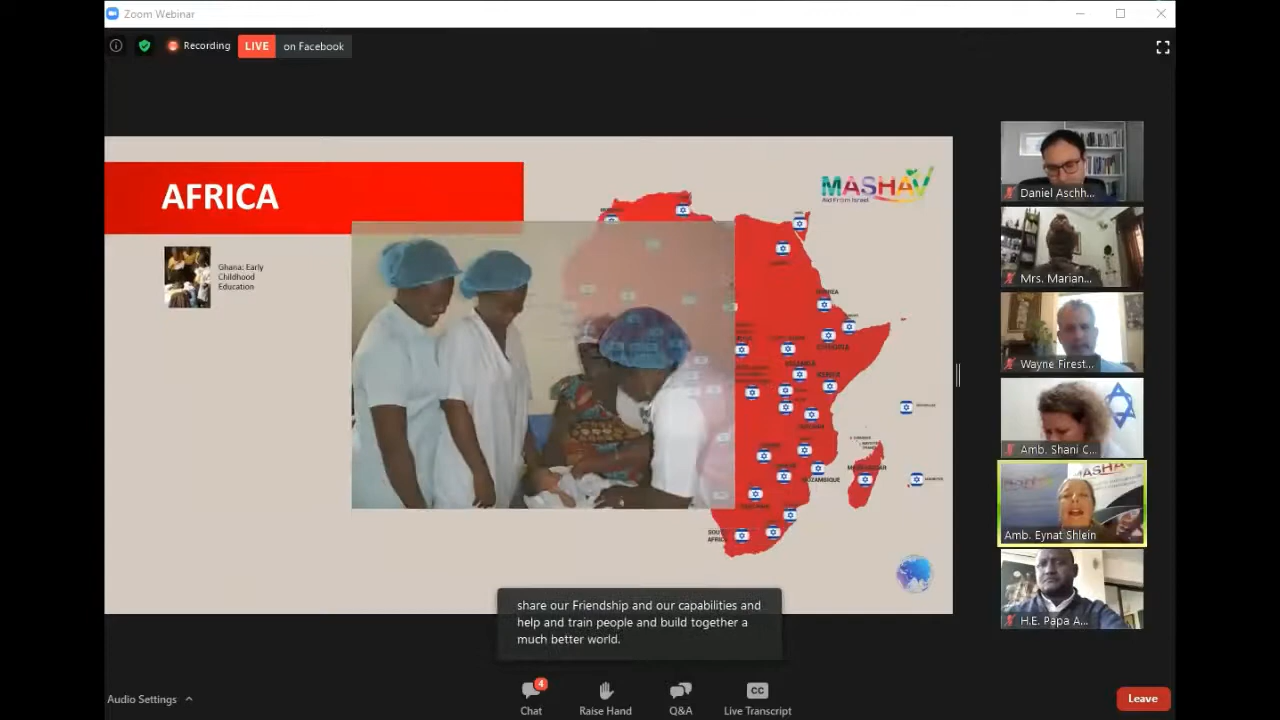 Zoom Webinar
Recording
LIVE
on Facebook
AFRICA
MASHAV
Aid From Israel
Ghana: Early
Childhood
Education
ETHIOPIA
MOZAMBIQUE
MADAGASCAR
SOUTH
AFRICA
Daniel Aschh...
Mrs. Marian...
Wayne Firest...
Amb. Shani C...
MASHAV
Amb. Eynat Shlein
H.E. Papa A...
share our Friendship and our capabilities and
help and train people and build together a
much better world.
Audio Settings
4
Chat
Raise Hand
Q&A
CC
Live Transcript
Leave